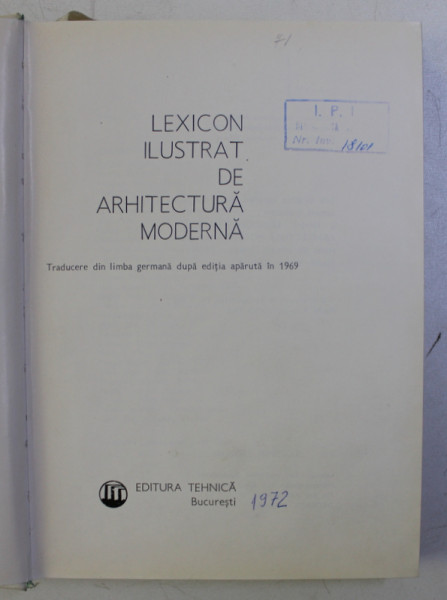 21
I. P.
Nr. Inv. 18101
LEXICON
ILUSTRAT
DE
ARHITECTURĂ
MODERNĂ
Traducere din limba germană după ediția apărută în 1969
EDITURA TEHNICĂ
București
1972